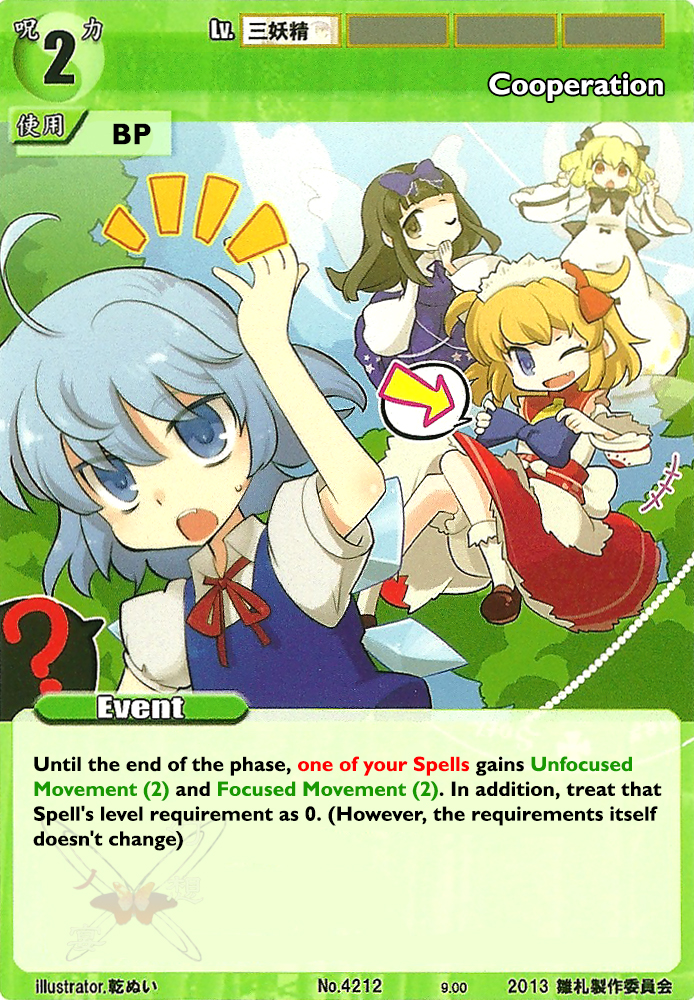 呪 2 力
Lv. 三妖精
Cooperation
使用 BP
?
Event
Until the end of the phase, one of your Spells gains Unfocused
Movement (2) and Focused Movement (2). In addition, treat that
Spell's level requirement as 0. (However, the requirements itself
doesn't change)
illustrator.乾ぬい No.4212 9.00 2013 雛札製作委員会